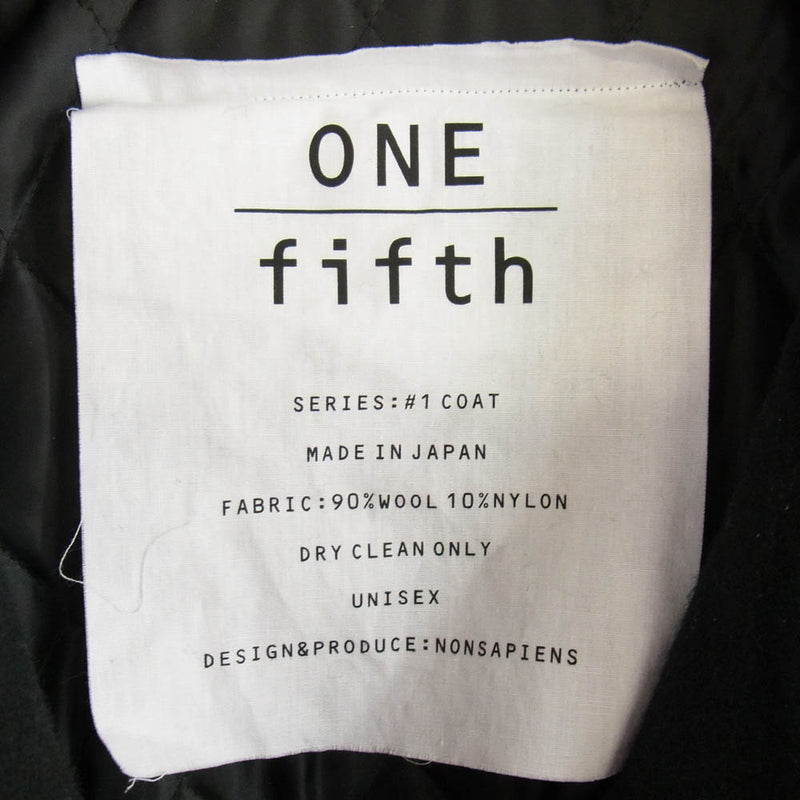 ONE
fifth
SERIES:#1 COAT
MADE IN JAPAN
FABRIC:90%WOOL 10%NYLON
DRY CLEAN ONLY
UNISEX
DESIGN&PRODUCE:NONSAPIENS